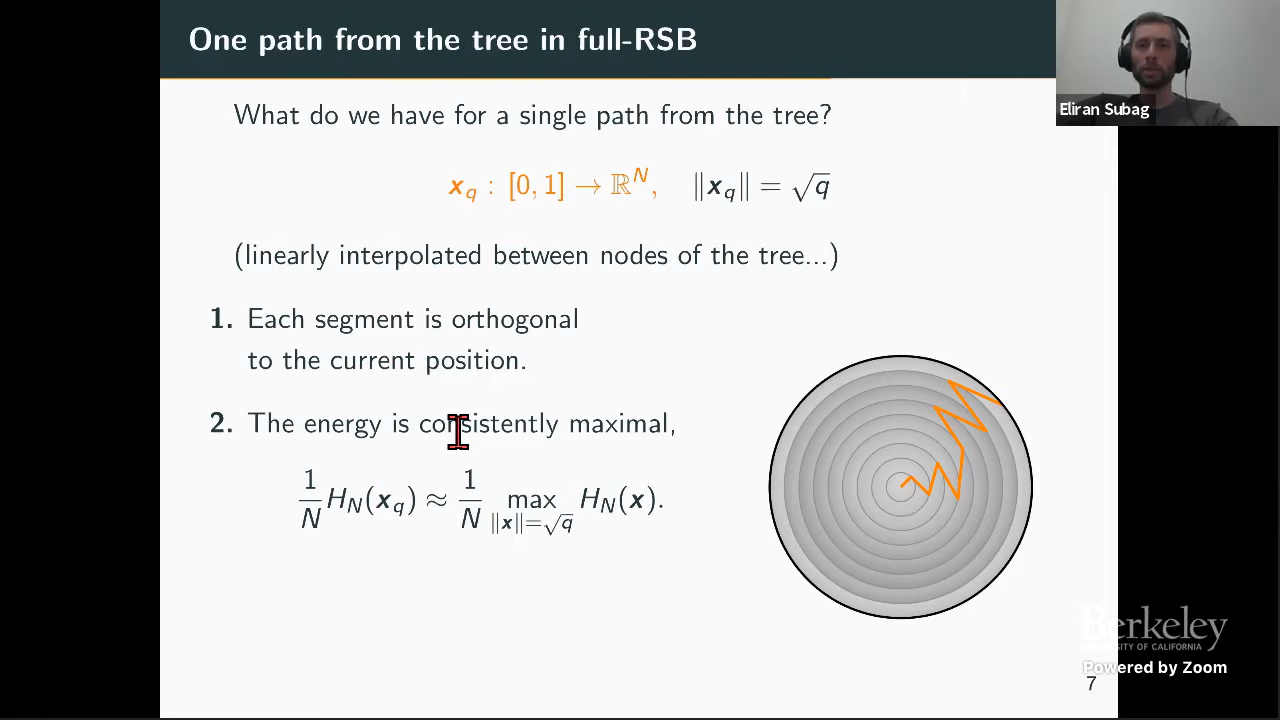 One path from the tree in full-RSB
Eliran Subag
What do we have for a single path from the tree?
x_q : [0, 1] → ℝ^N, ‖x_q‖ = √q
(linearly interpolated between nodes of the tree...)
1. Each segment is orthogonal
to the current position.
2. The energy is consistently maximal,
1/N H_N(x_q) ≈ 1/N max_{‖x‖=√q} H_N(x).
Berkeley
UNIVERSITY OF CALIFORNIA
Powered by Zoom
7